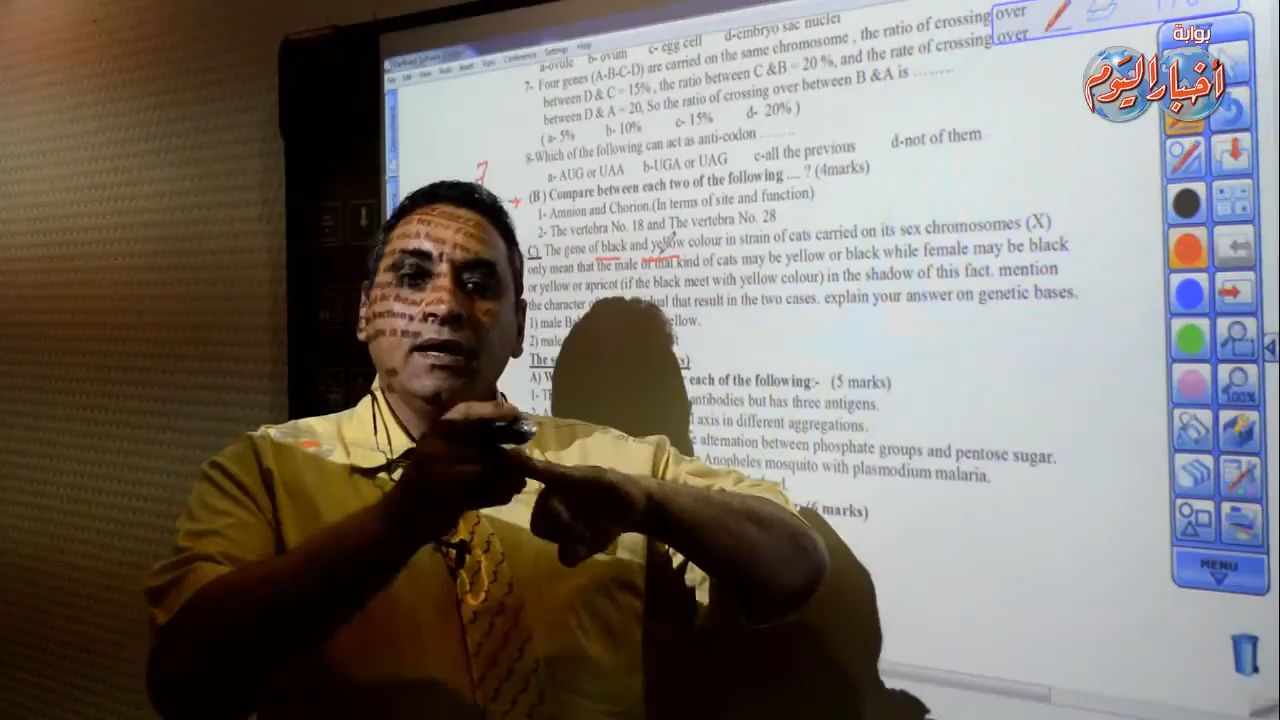 a-ovule b- ovum c- egg cell d-embryo sac nuclei
7- Four genes (A-B-C-D) are carried on the same chromosome , the ratio of crossing over
between D & C = 15% , the ratio between C &B = 20 %, and the rate of crossing over
between D & A = 20, So the ratio of crossing over between B &A is ........
( a- 5% b- 10% c- 15% d- 20% )
8-Which of the following can act as anti-codon ........
a- AUG or UAA b-UGA or UAG c-all the previous d-not of them
(B ) Compare between each two of the following .... ? (4marks)
1- Amnion and Chorion.(In terms of site and function)
2- The vertebra No. 18 and The vertebra No. 28
C) The gene of black and yellow colour in strain of cats carried on its sex chromosomes (X)
only mean that the male of that kind of cats may be yellow or black while female may be black
or yellow or apricot (if the black meet with yellow colour) in the shadow of this fact. mention
the character that result in the two cases. explain your answer on genetic bases.
1) male
2) male
A) each of the following:- (5 marks)
antibodies but has three antigens.
axis in different aggregations.
alternation between phosphate groups and pentose sugar.
Anopheles mosquito with plasmodium malaria.
(6 marks)
بوابة
أخبار اليوم
100%
MENU